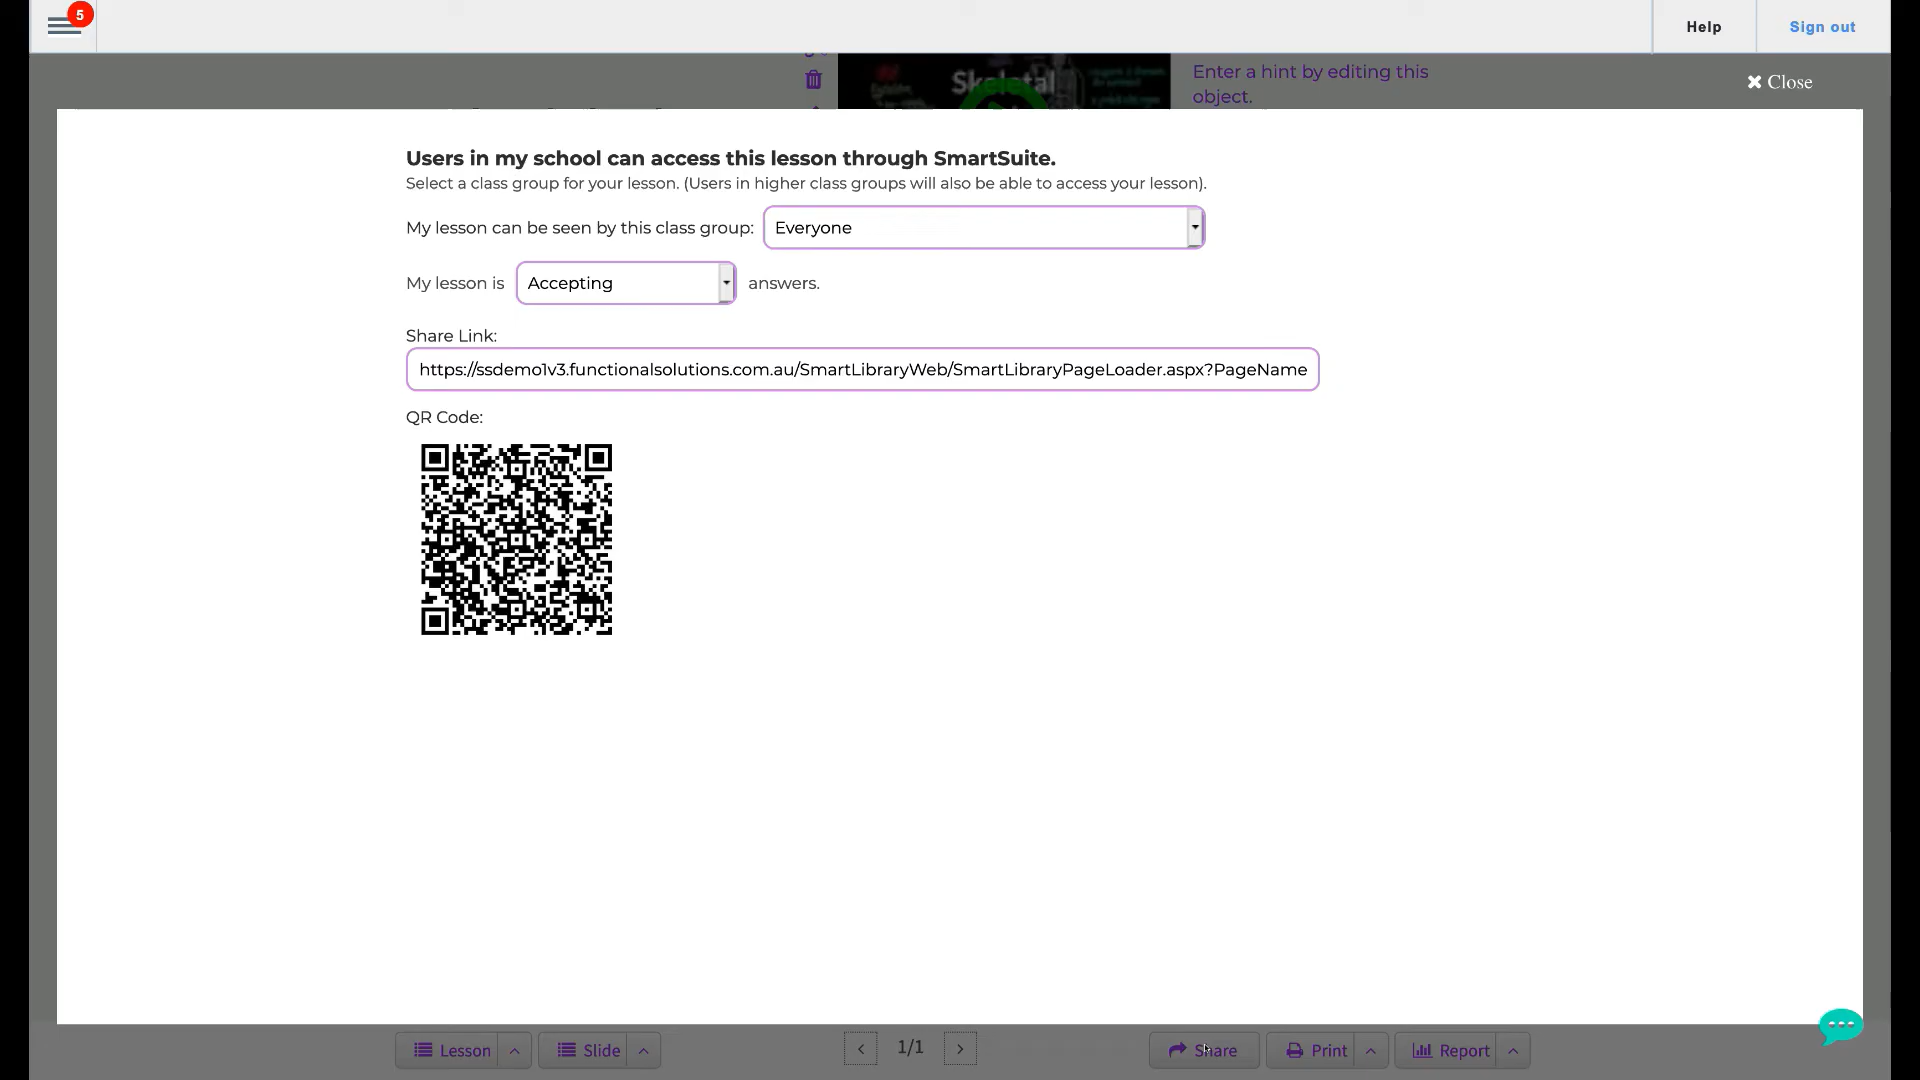 5
Help
Sign out
Skeletal
Enter a hint by editing this
object.
Close
Users in my school can access this lesson through SmartSuite.
Select a class group for your lesson. (Users in higher class groups will also be able to access your lesson).
My lesson can be seen by this class group: Everyone
My lesson is Accepting answers.
Share Link:
https://ssdemo1v3.functionalsolutions.com.au/SmartLibraryWeb/SmartLibraryPageLoader.aspx?PageName
QR Code:
Lesson
Slide
1/1
Share
Print
Report